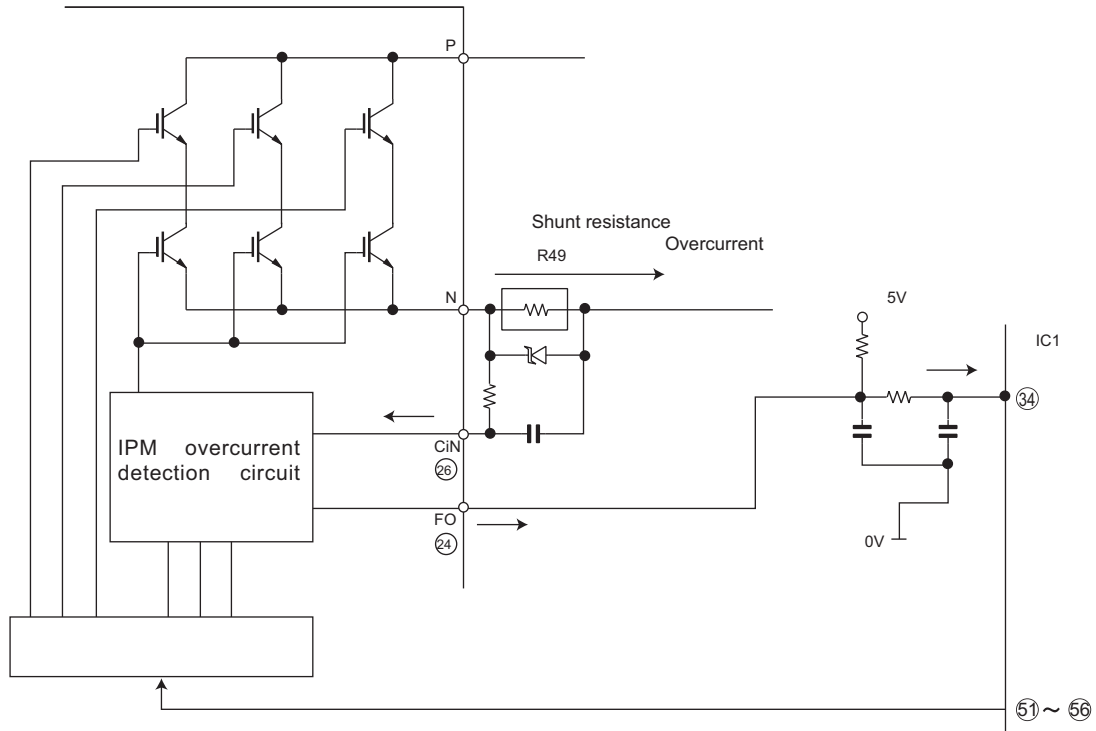 P
Shunt resistance
Overcurrent
R49
N
5V
IC1
34
IPM overcurrent
detection circuit
CiN
26
FO
24
0V
51 ~ 56